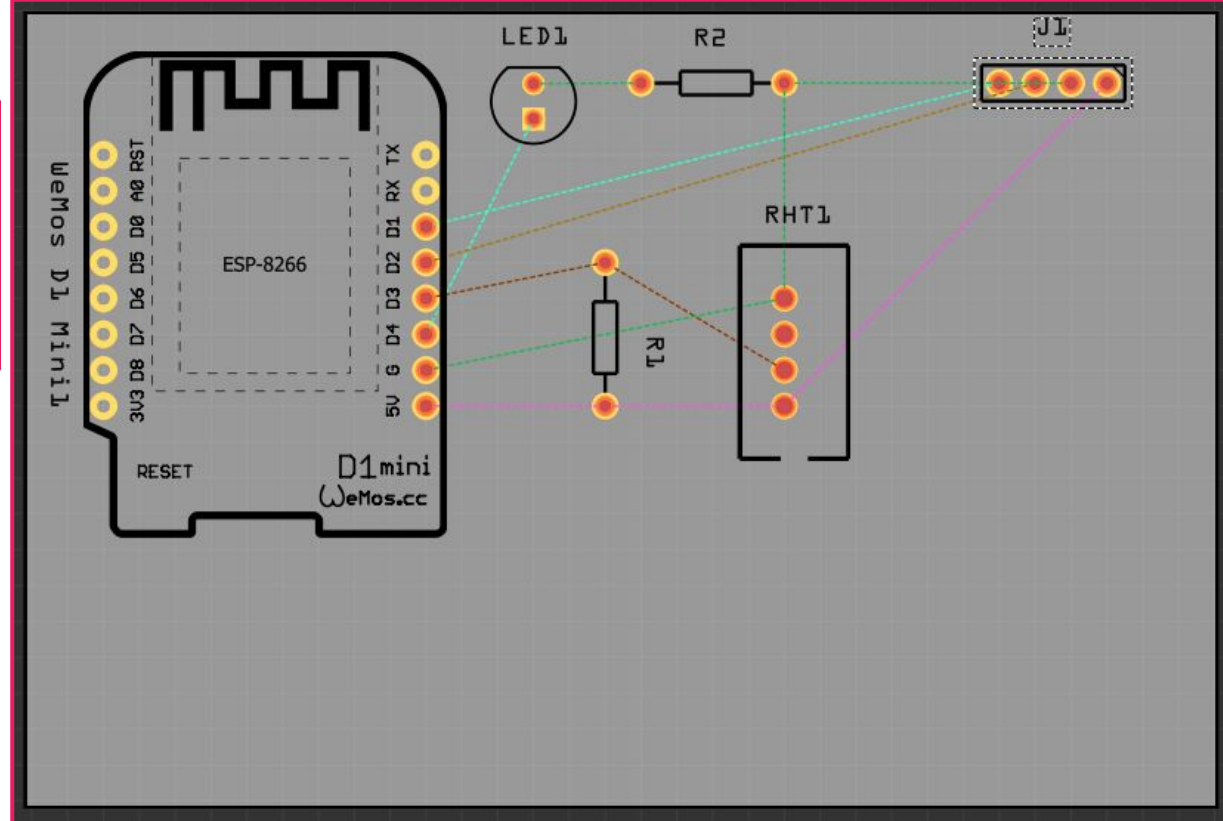 LED1
R2
J1
WeMos D1 Mini1
RST
A0
D0
D5
D6
D7
D8
3V3
TX
RX
D1
D2
D3
D4
G
5V
ESP-8266
RESET
D1mini
WeMos.cc
R1
RHT1